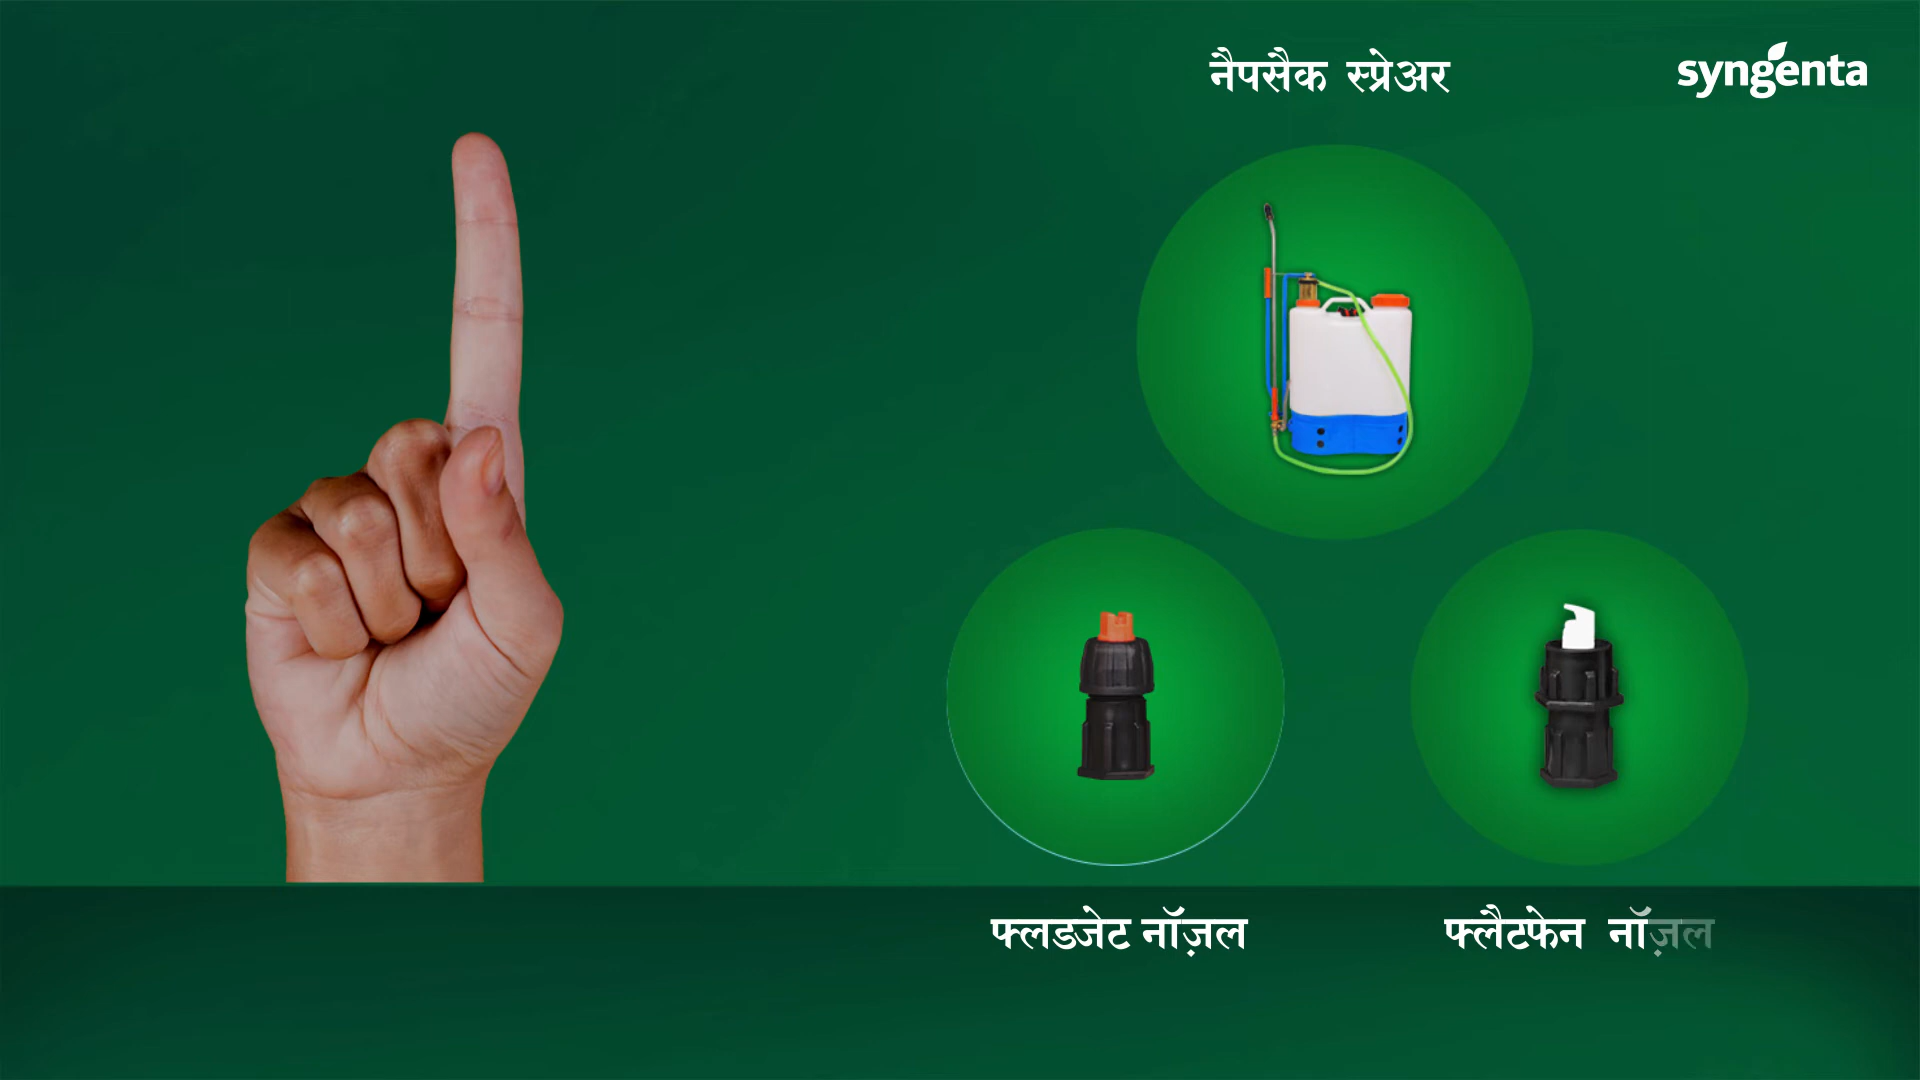 नैपसैक स्प्रेअर
syngenta
फ्लडजेट नॉज़ल
फ्लैटफेन नॉज़ल